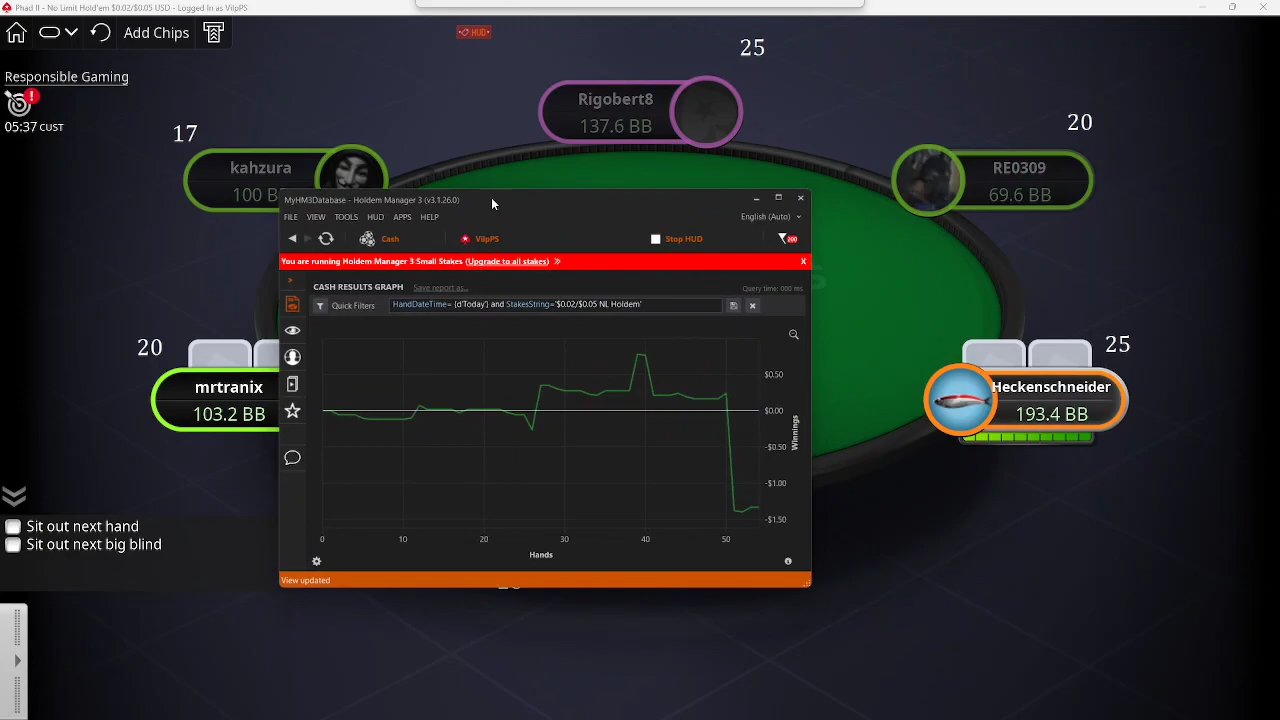 Phad II - No Limit Hold'em $0.02/$0.05 USD - Logged In as VilpPS
Add Chips
HUD
25
Responsible Gaming
!
05:37 CUST
Rigobert8
137.6 BB
17
20
kahzura
100 B
RE0309
69.6 BB
MyHM3Database - Holdem Manager 3 (v3.1.26.0)
FILE VIEW TOOLS HUD APPS HELP
English (Auto)
Cash
VilpPS
Stop HUD
200
You are running Holdem Manager 3 Small Stakes (Upgrade to all stakes) »
X
CASH RESULTS GRAPH
Save report as...
Query time: 000 ms
Quick Filters
HandDateTime= {d'Today'} and StakesString='$0.02/$0.05 NL Holdem'
$0.50
$0.00
-$0.50
-$1.00
-$1.50
Winnings
0 10 20 30 40 50
Hands
View updated
20
mrtranix
103.2 BB
25
Heckenschneider
193.4 BB
Sit out next hand
Sit out next big blind